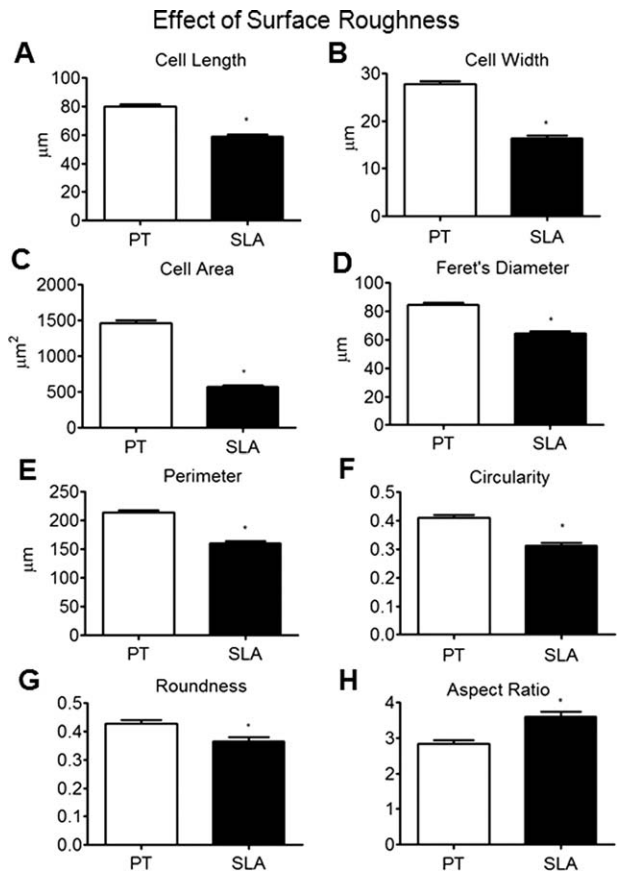 Effect of Surface Roughness
A
Cell Length
μm
100
80
60
40
20
0
*
PT
SLA
B
Cell Width
μm
30
20
10
0
*
PT
SLA
C
Cell Area
μm²
2000
1500
1000
500
0
*
PT
SLA
D
Feret's Diameter
μm
100
80
60
40
20
0
*
PT
SLA
E
Perimeter
μm
250
200
150
100
50
0
*
PT
SLA
F
Circularity
0.5
0.4
0.3
0.2
0.1
0.0
*
PT
SLA
G
Roundness
0.5
0.4
0.3
0.2
0.1
0.0
*
PT
SLA
H
Aspect Ratio
4
3
2
1
0
*
PT
SLA